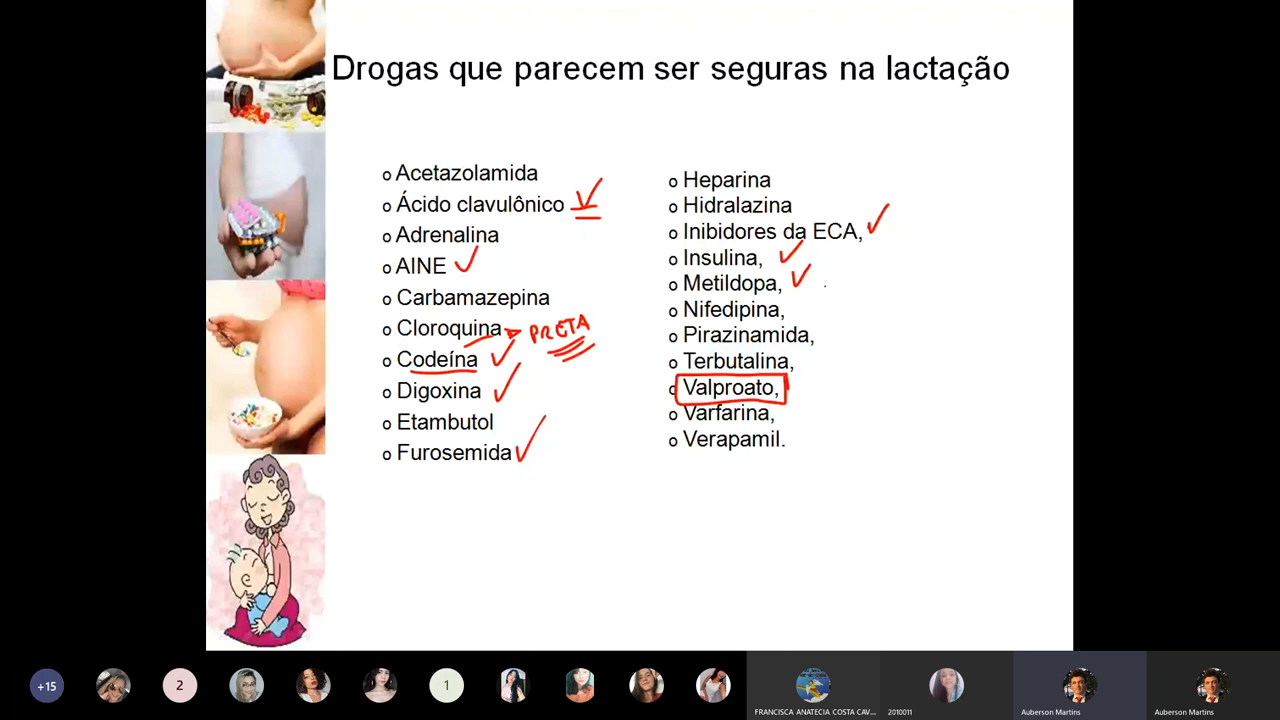 Drogas que parecem ser seguras na lactação
o Acetazolamida
o Ácido clavulônico
o Adrenalina
o AINE
o Carbamazepina
o Cloroquina PRETA
o Codeína
o Digoxina
o Etambutol
o Furosemida
o Heparina
o Hidralazina
o Inibidores da ECA,
o Insulina,
o Metildopa,
o Nifedipina,
o Pirazinamida,
o Terbutalina,
o Valproato,
o Varfarina,
o Verapamil.
+15
2
1
FRANCISCA ANATECIA COSTA CAV...
2010011
Auberson Martins
Auberson Martins